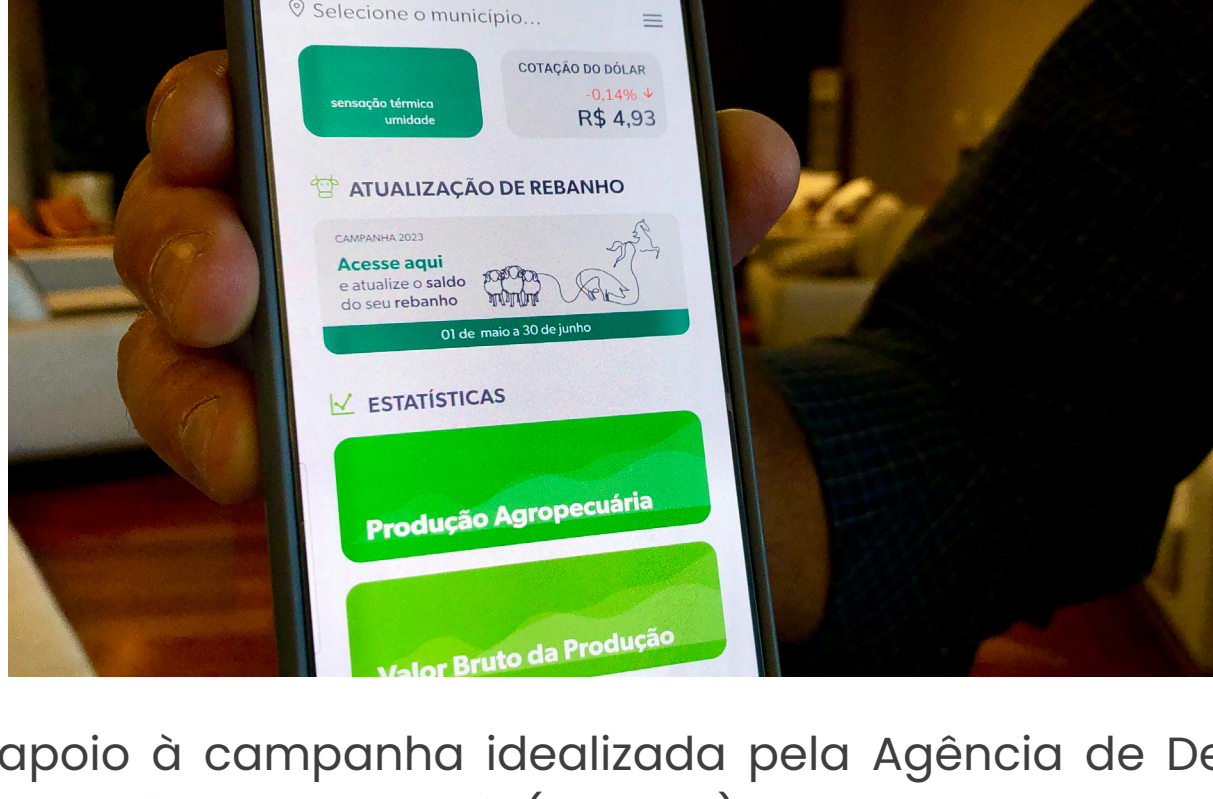 Selecione o município...
sensação térmica
umidade
COTAÇÃO DO DÓLAR
-0,14%
R$ 4,93
ATUALIZAÇÃO DE REBANHO
CAMPANHA 2023
Acesse aqui
e atualize o saldo
do seu rebanho
01 de maio a 30 de junho
ESTATÍSTICAS
Produção Agropecuária
Valor Bruto da Produção
apoio à campanha idealizada pela Agência de De